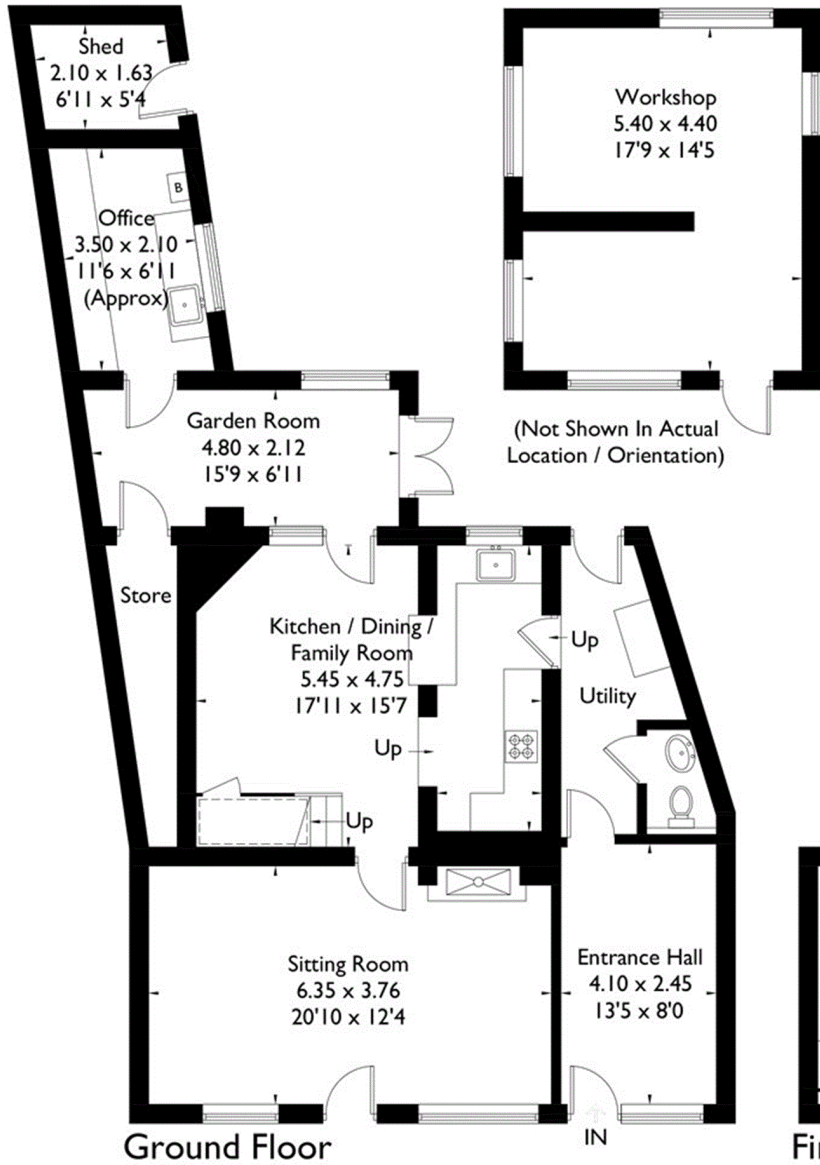 Shed
2.10 x 1.63
6'11 x 5'4
Workshop
5.40 x 4.40
17'9 x 14'5
B
Office
3.50 x 2.10
11'6 x 6'11
(Approx)
Garden Room
4.80 x 2.12
15'9 x 6'11
(Not Shown In Actual
Location / Orientation)
Store
Kitchen / Dining /
Family Room
5.45 x 4.75
17'11 x 15'7
Up
Utility
Up
Up
Sitting Room
6.35 x 3.76
20'10 x 12'4
Entrance Hall
4.10 x 2.45
13'5 x 8'0
IN
Ground Floor